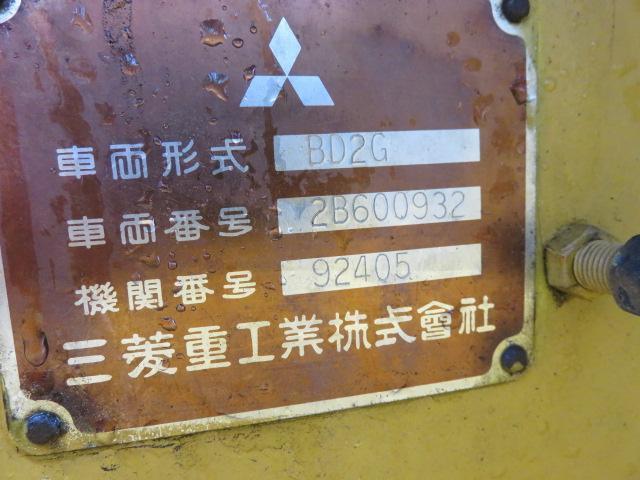 車両形式 BD2G
車両番号 2B600932
機関番号 92405
三菱重工業株式會社